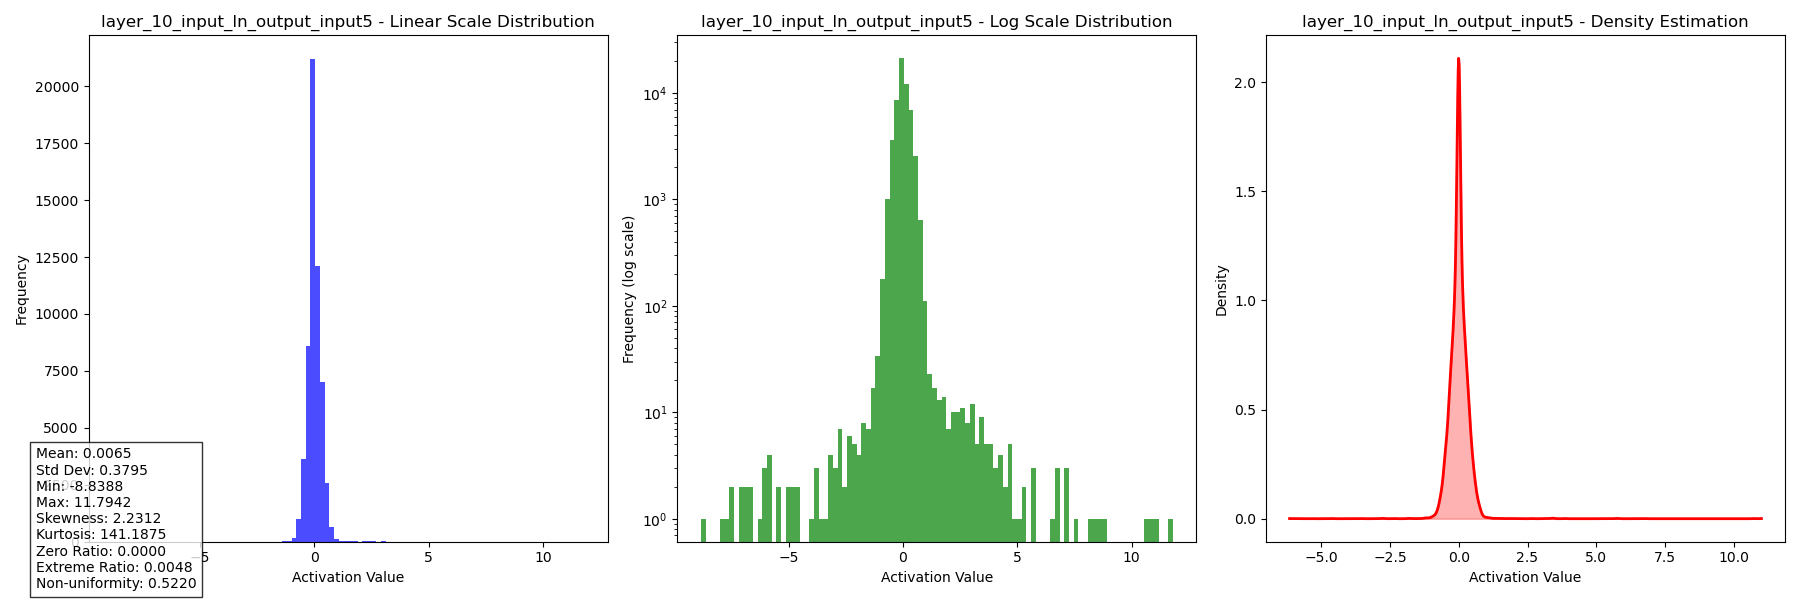 layer_10_input_ln_output_input5 - Linear Scale Distribution
20000
17500
15000
12500
10000
7500
5000
Frequency
Mean: 0.0065
Std Dev: 0.3795
Min: -8.8388
Max: 11.7942
Skewness: 2.2312
Kurtosis: 141.1875
Zero Ratio: 0.0000
Extreme Ratio: 0.0048
Non-uniformity: 0.5220
−5 0 5 10
Activation Value
layer_10_input_ln_output_input5 - Log Scale Distribution
10⁴
10³
10²
10¹
10⁰
Frequency (log scale)
−5 0 5 10
Activation Value
layer_10_input_ln_output_input5 - Density Estimation
2.0
1.5
1.0
0.5
0.0
Density
−5.0 −2.5 0.0 2.5 5.0 7.5 10.0
Activation Value